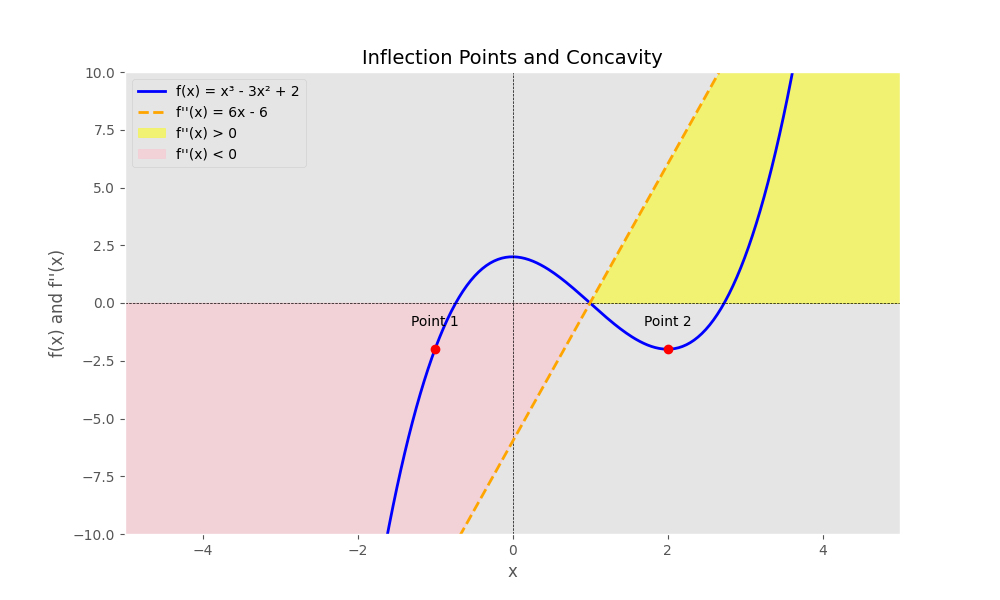 Inflection Points and Concavity
f(x) = x³ - 3x² + 2
f''(x) = 6x - 6
f''(x) > 0
f''(x) < 0
10.0
7.5
5.0
2.5
0.0
−2.5
−5.0
−7.5
−10.0
f(x) and f''(x)
Point 1
Point 2
−4
−2
0
2
4
x